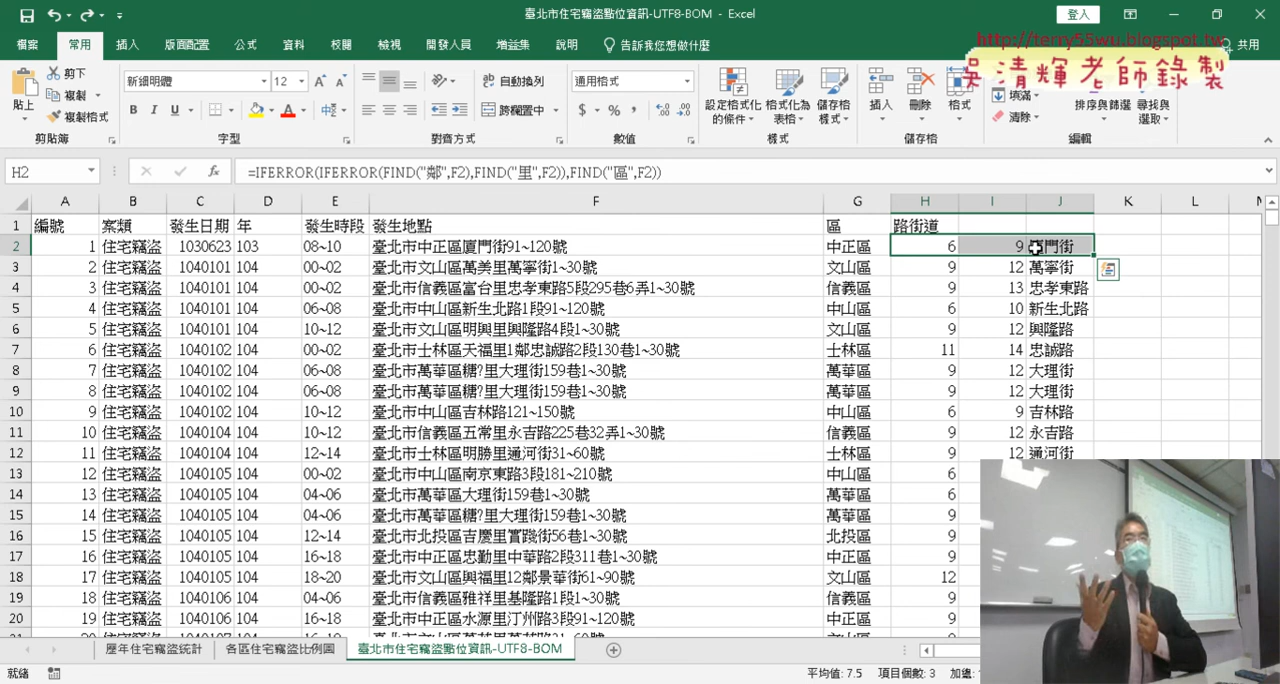 臺北市住宅竊盜點位資訊-UTF8-BOM - Excel
登入
檔案 常用 插入 版面配置 公式 資料 校閱 檢視 開發人員 增益集 說明 告訴我您想做什麼 共用
http://terry55wu.blogspot.tw
吳清輝老師錄製
貼上 剪下 複製 複製格式 剪貼簿
新細明體 12 B I U 中 字型
自動換列 跨欄置中 對齊方式
通用格式 $ % 數值
設定格式化的條件 格式化為表格 儲存格樣式 樣式
插入 刪除 格式 儲存格
填滿 清除 排序與篩選 尋找與選取 編輯
H2 fx =IFERROR(IFERROR(FIND("鄰",F2),FIND("里",F2)),FIND("區",F2))
A B C D E F G H I J K L
1 編號 案類 發生日期 年 發生時段 發生地點 區 路街道
2 1 住宅竊盜 1030623 103 08~10 臺北市中正區廈門街91~120號 中正區 6 9 門街
3 2 住宅竊盜 1040101 104 00~02 臺北市文山區萬美里萬寧街1~30號 文山區 9 12 萬寧街
4 3 住宅竊盜 1040101 104 00~02 臺北市信義區富台里忠孝東路5段295巷6弄1~30號 信義區 9 13 忠孝東路
5 4 住宅竊盜 1040101 104 06~08 臺北市中山區新生北路1段91~120號 中山區 6 10 新生北路
6 5 住宅竊盜 1040101 104 10~12 臺北市文山區明興里興隆路4段1~30號 文山區 9 12 興隆路
7 6 住宅竊盜 1040102 104 00~02 臺北市士林區天福里1鄰忠誠路2段130巷1~30號 士林區 11 14 忠誠路
8 7 住宅竊盜 1040102 104 06~08 臺北市萬華區糖?里大理街159巷1~30號 萬華區 9 12 大理街
9 8 住宅竊盜 1040102 104 06~08 臺北市萬華區糖?里大理街159巷1~30號 萬華區 9 12 大理街
10 9 住宅竊盜 1040102 104 10~12 臺北市中山區吉林路121~150號 中山區 6 9 吉林路
11 10 住宅竊盜 1040104 104 10~12 臺北市信義區五常里永吉路225巷32弄1~30號 信義區 9 12 永吉路
12 11 住宅竊盜 1040104 104 12~14 臺北市士林區明勝里通河街31~60號 士林區 9 12 通河街
13 12 住宅竊盜 1040105 104 00~02 臺北市中山區南京東路3段181~210號 中山區 6
14 13 住宅竊盜 1040105 104 04~06 臺北市萬華區大理街159巷1~30號 萬華區 6
15 14 住宅竊盜 1040105 104 04~06 臺北市萬華區糖?里大理街159巷1~30號 萬華區 9
16 15 住宅竊盜 1040105 104 12~14 臺北市北投區吉慶里實踐街56巷1~30號 北投區 9
17 16 住宅竊盜 1040105 104 16~18 臺北市中正區忠勤里中華路2段311巷1~30號 中正區 9
18 17 住宅竊盜 1040105 104 18~20 臺北市文山區興福里12鄰景華街61~90號 文山區 12
19 18 住宅竊盜 1040106 104 04~06 臺北市信義區雅祥里基隆路1段1~30號 信義區 9
20 19 住宅竊盜 1040106 104 16~18 臺北市中正區水源里汀州路3段91~120號 中正區 9
歷年住宅竊盜統計 各區住宅竊盜比例圖 臺北市住宅竊盜點位資訊-UTF8-BOM
就緒 平均值: 7.5 項目個數: 3 加總: